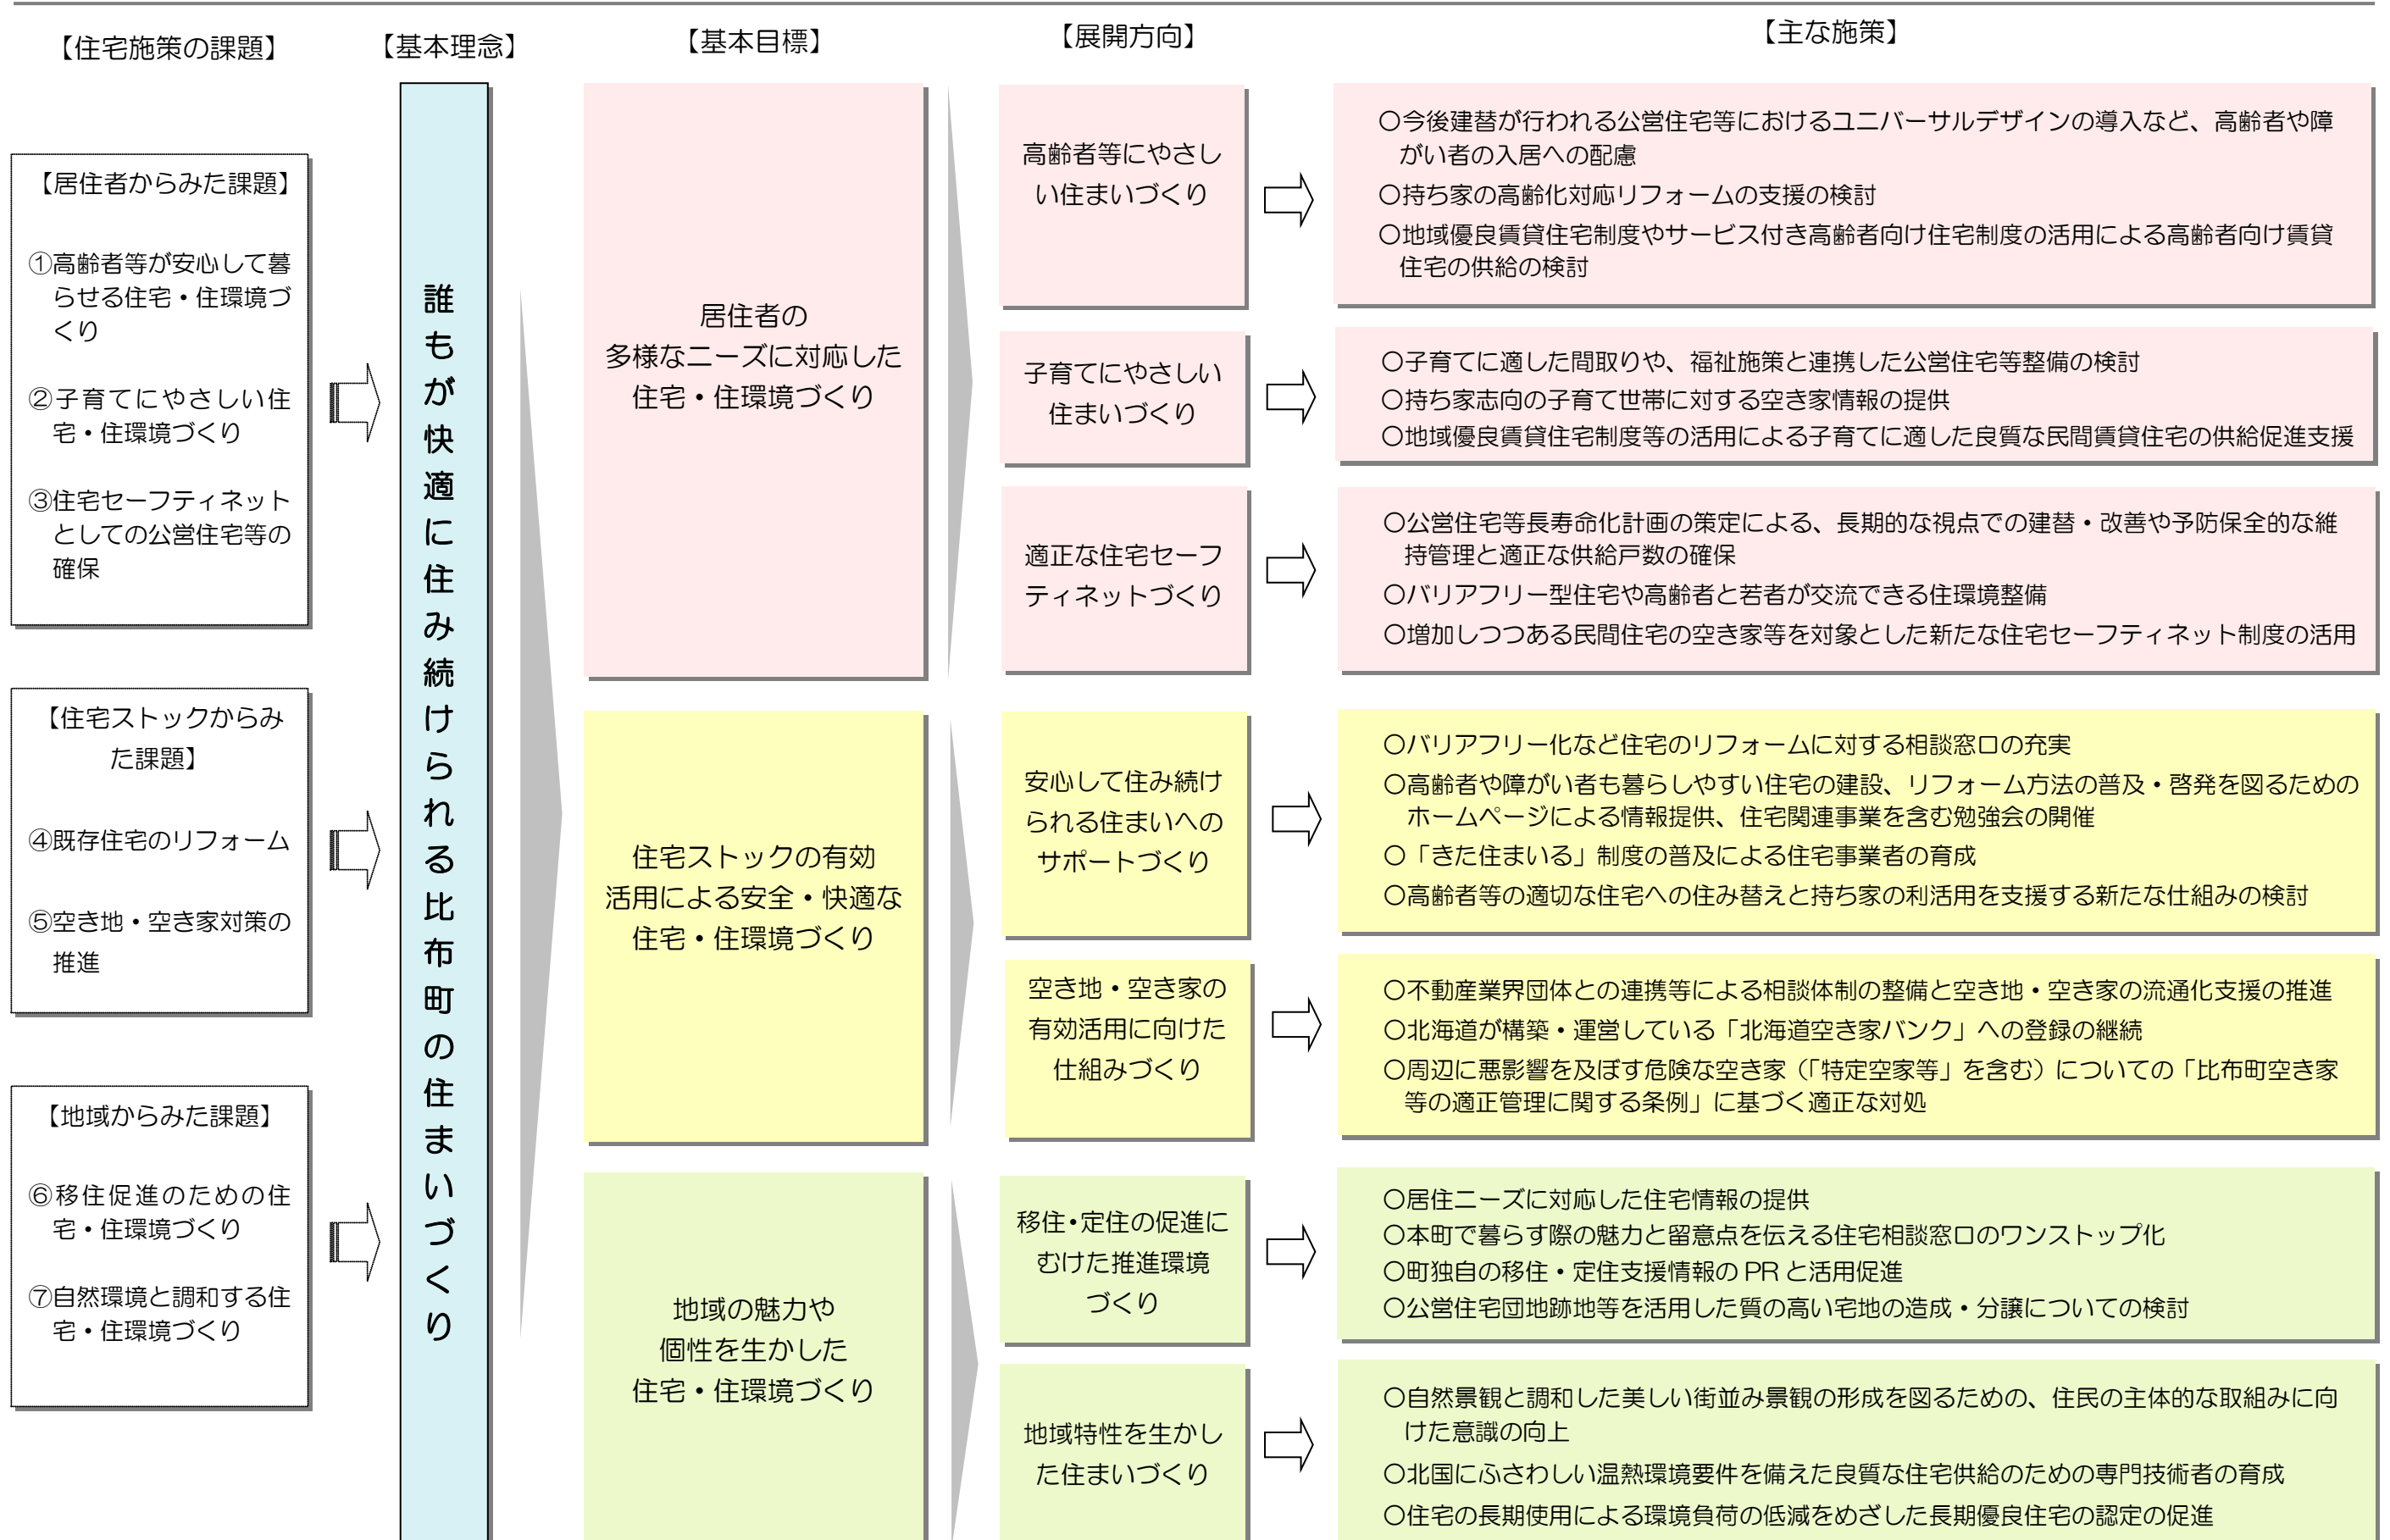 【住宅施策の課題】
【基本理念】
【基本目標】
【展開方向】
【主な施策】
【居住者からみた課題】
①高齢者等が安心して暮
らせる住宅・住環境づ
くり
②子育てにやさしい住
宅・住環境づくり
③住宅セーフティネット
としての公営住宅等の
確保
【住宅ストックからみ
た課題】
④既存住宅のリフォーム
⑤空き地・空き家対策の
推進
【地域からみた課題】
⑥移住促進のための住
宅・住環境づくり
⑦自然環境と調和する住
宅・住環境づくり
誰もが快適に住み続けられる比布町の住まいづくり
居住者の
多様なニーズに対応した
住宅・住環境づくり
高齢者等にやさし
い住まいづくり
○今後建替が行われる公営住宅等におけるユニバーサルデザインの導入など、高齢者や障
がい者の入居への配慮
○持ち家の高齢化対応リフォームの支援の検討
○地域優良賃貸住宅制度やサービス付き高齢者向け住宅制度の活用による高齢者向け賃貸
住宅の供給の検討
子育てにやさしい
住まいづくり
○子育てに適した間取りや、福祉施策と連携した公営住宅等整備の検討
○持ち家志向の子育て世帯に対する空き家情報の提供
○地域優良賃貸住宅制度等の活用による子育てに適した良質な民間賃貸住宅の供給促進支援
適正な住宅セーフ
ティネットづくり
○公営住宅等長寿命化計画の策定による、長期的な視点での建替・改善や予防保全的な維
持管理と適正な供給戸数の確保
○バリアフリー型住宅や高齢者と若者が交流できる住環境整備
○増加しつつある民間住宅の空き家等を対象とした新たな住宅セーフティネット制度の活用
住宅ストックの有効
活用による安全・快適な
住宅・住環境づくり
安心して住み続け
られる住まいへの
サポートづくり
○バリアフリー化など住宅のリフォームに対する相談窓口の充実
○高齢者や障がい者も暮らしやすい住宅の建設、リフォーム方法の普及・啓発を図るための
ホームページによる情報提供、住宅関連事業を含む勉強会の開催
○「きた住まいる」制度の普及による住宅事業者の育成
○高齢者等の適切な住宅への住み替えと持ち家の利活用を支援する新たな仕組みの検討
空き地・空き家の
有効活用に向けた
仕組みづくり
○不動産業界団体との連携等による相談体制の整備と空き地・空き家の流通化支援の推進
○北海道が構築・運営している「北海道空き家バンク」への登録の継続
○周辺に悪影響を及ぼす危険な空き家（「特定空家等」を含む）についての「比布町空き家
等の適正管理に関する条例」に基づく適正な対処
地域の魅力や
個性を生かした
住宅・住環境づくり
移住・定住の促進に
むけた推進環境
づくり
○居住ニーズに対応した住宅情報の提供
○本町で暮らす際の魅力と留意点を伝える住宅相談窓口のワンストップ化
○町独自の移住・定住支援情報の PR と活用促進
○公営住宅団地跡地等を活用した質の高い宅地の造成・分譲についての検討
地域特性を生かし
た住まいづくり
○自然景観と調和した美しい街並み景観の形成を図るための、住民の主体的な取組みに向
けた意識の向上
○北国にふさわしい温熱環境要件を備えた良質な住宅供給のための専門技術者の育成
○住宅の長期使用による環境負荷の低減をめざした長期優良住宅の認定の促進